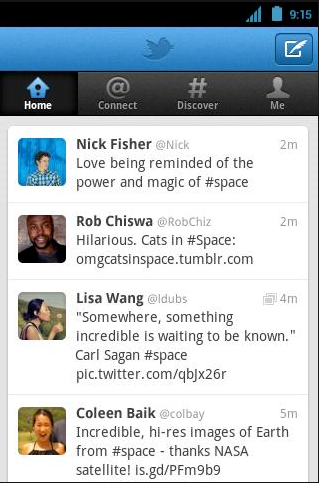 9:15
Home
Connect
Discover
Me
Nick Fisher @Nick 2m
Love being reminded of the
power and magic of #space
Rob Chiswa @RobChiz 2m
Hilarious. Cats in #Space:
omgcatsinspace.tumblr.com
Lisa Wang @ldubs 4m
"Somewhere, something
incredible is waiting to be known."
Carl Sagan #space
pic.twitter.com/qbJx26r
Coleen Baik @colbay 5m
Incredible, hi-res images of Earth
from #space - thanks NASA
satellite! is.gd/PFm9b9